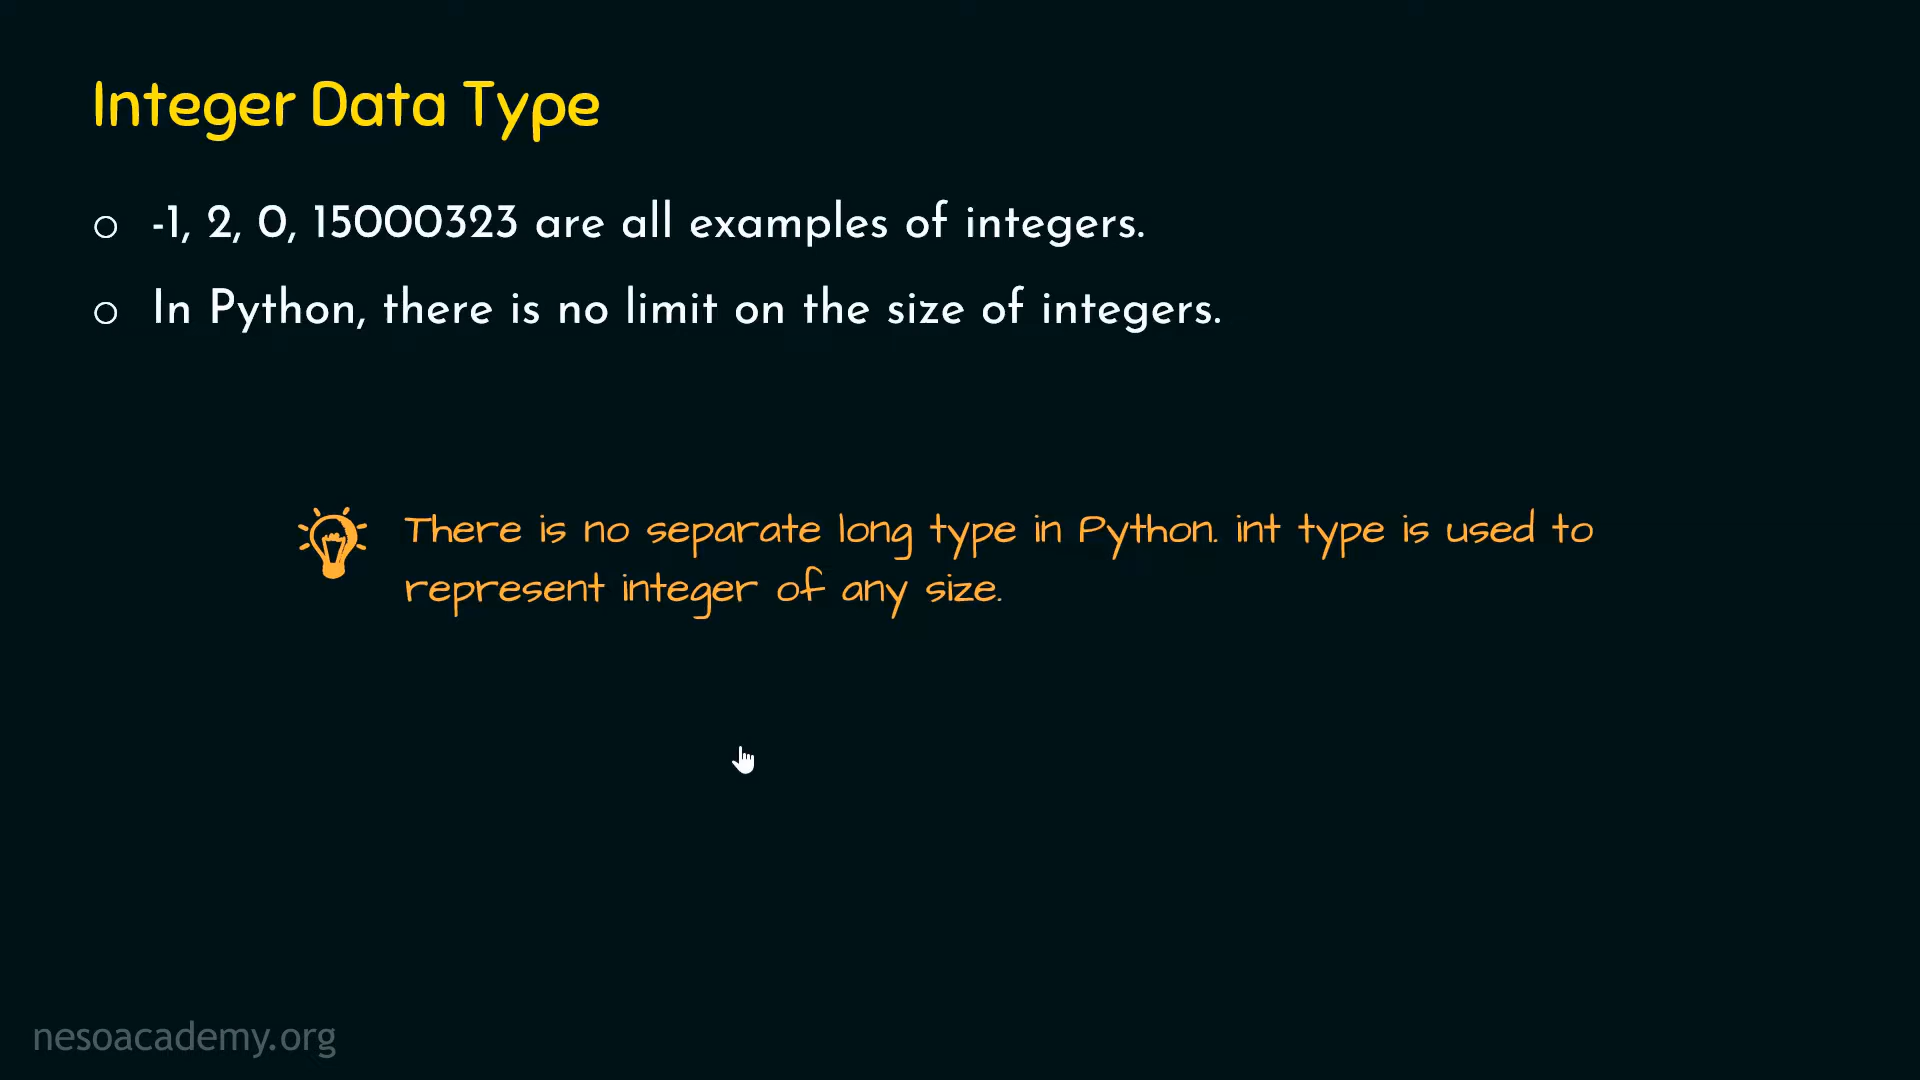 Integer Data Type
-1, 2, 0, 15000323 are all examples of integers.
In Python, there is no limit on the size of integers.
There is no separate long type in Python. int type is used to
represent integer of any size.
nesoacademy.org